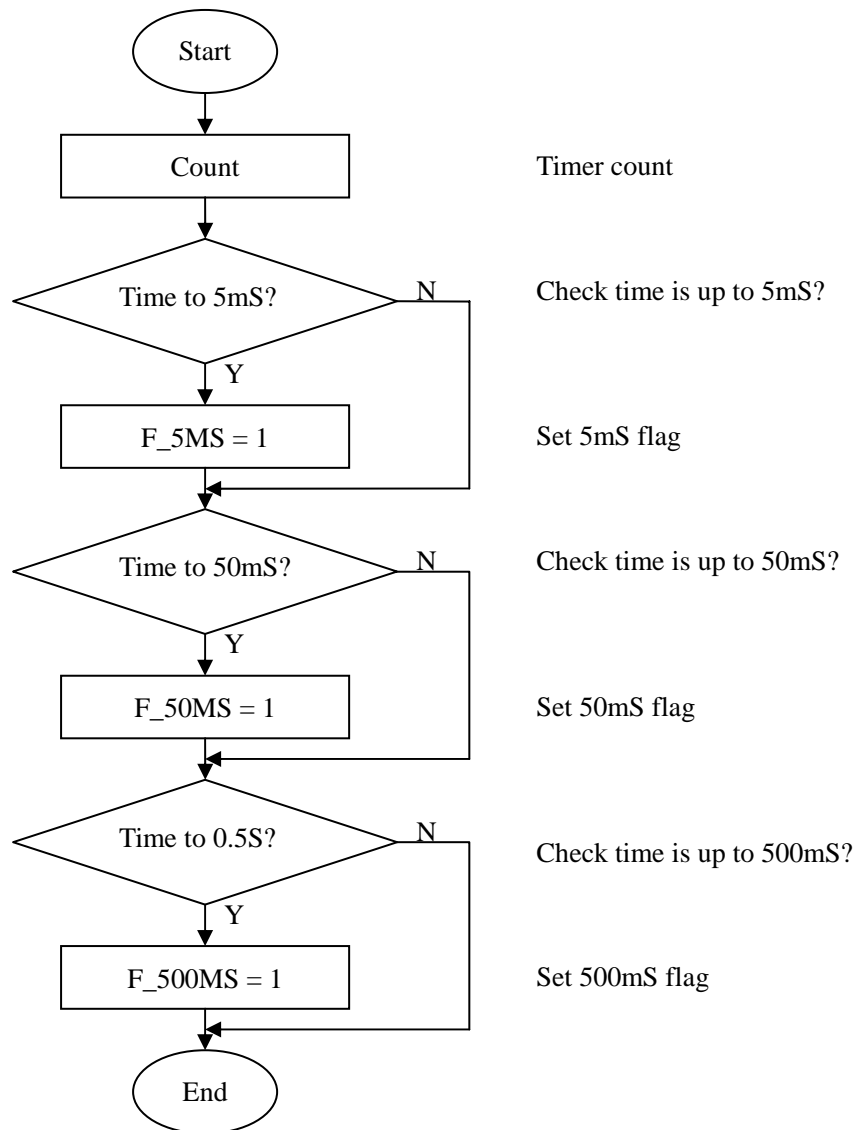 Start
Count
Timer count
Time to 5mS?
N
Check time is up to 5mS?
Y
F_5MS = 1
Set 5mS flag
Time to 50mS?
N
Check time is up to 50mS?
Y
F_50MS = 1
Set 50mS flag
Time to 0.5S?
N
Check time is up to 500mS?
Y
F_500MS = 1
Set 500mS flag
End